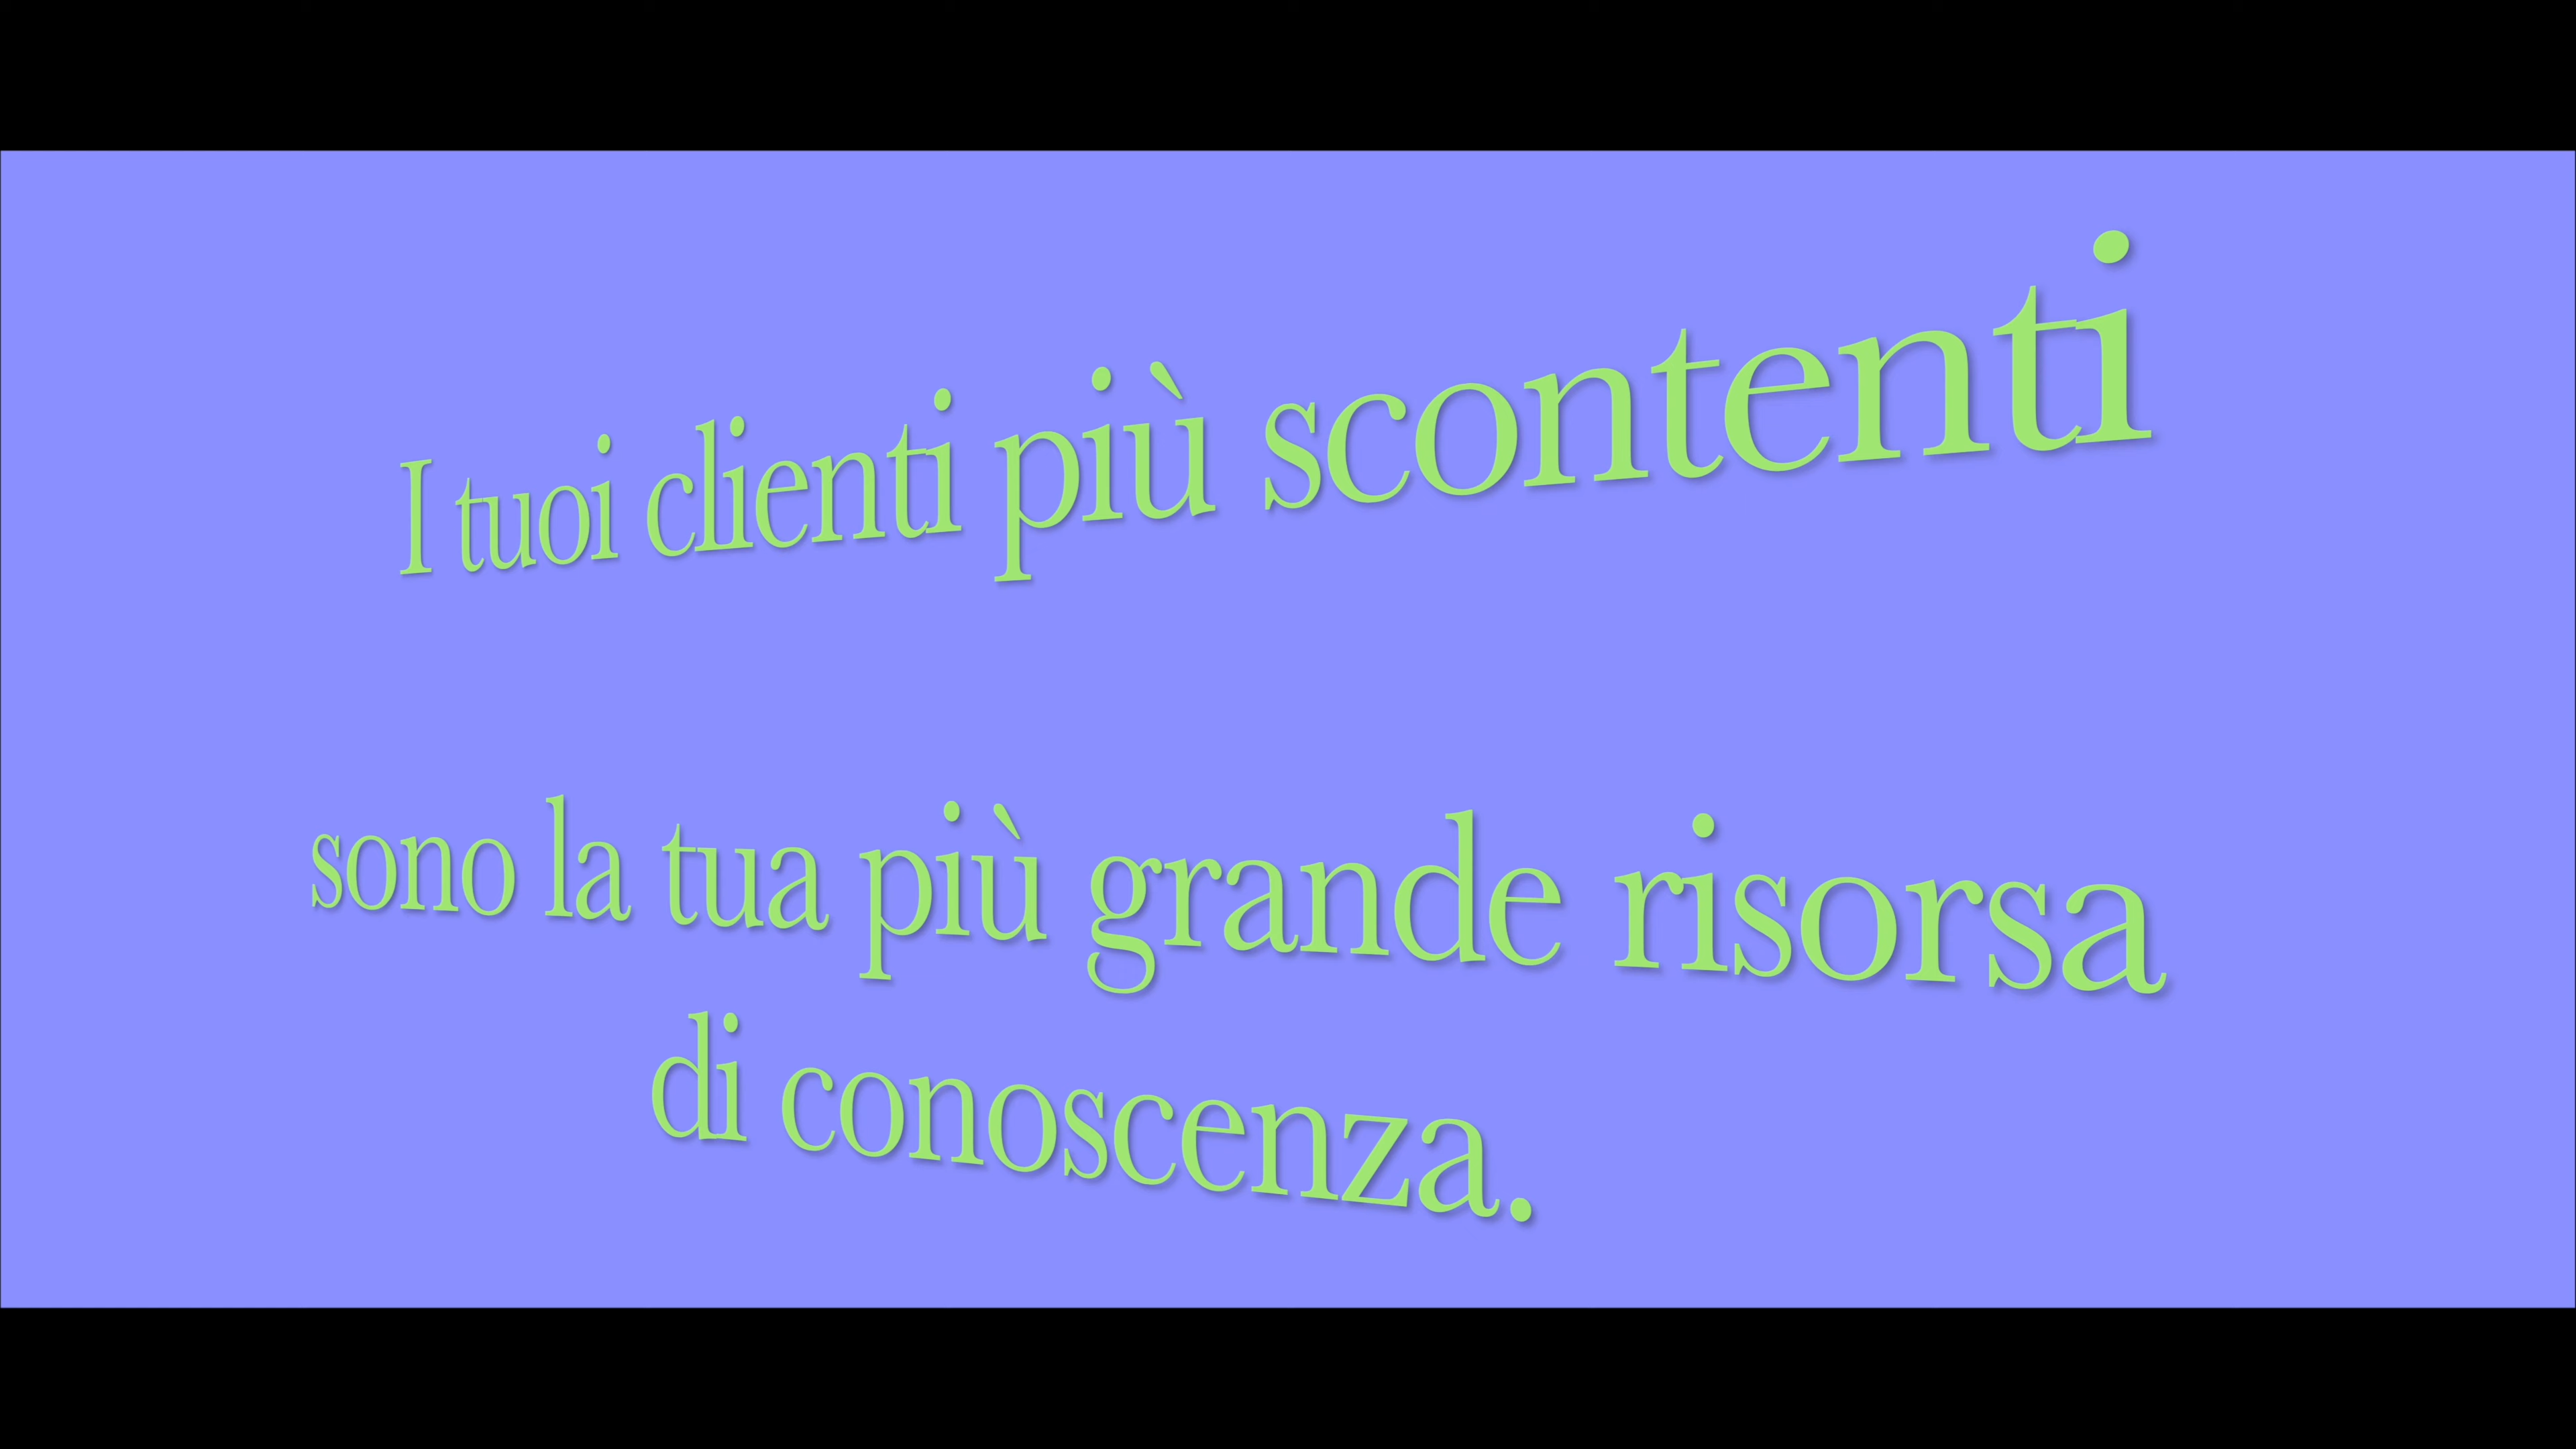 I tuoi clienti più scontenti
sono la tua più grande risorsa
di conoscenza.